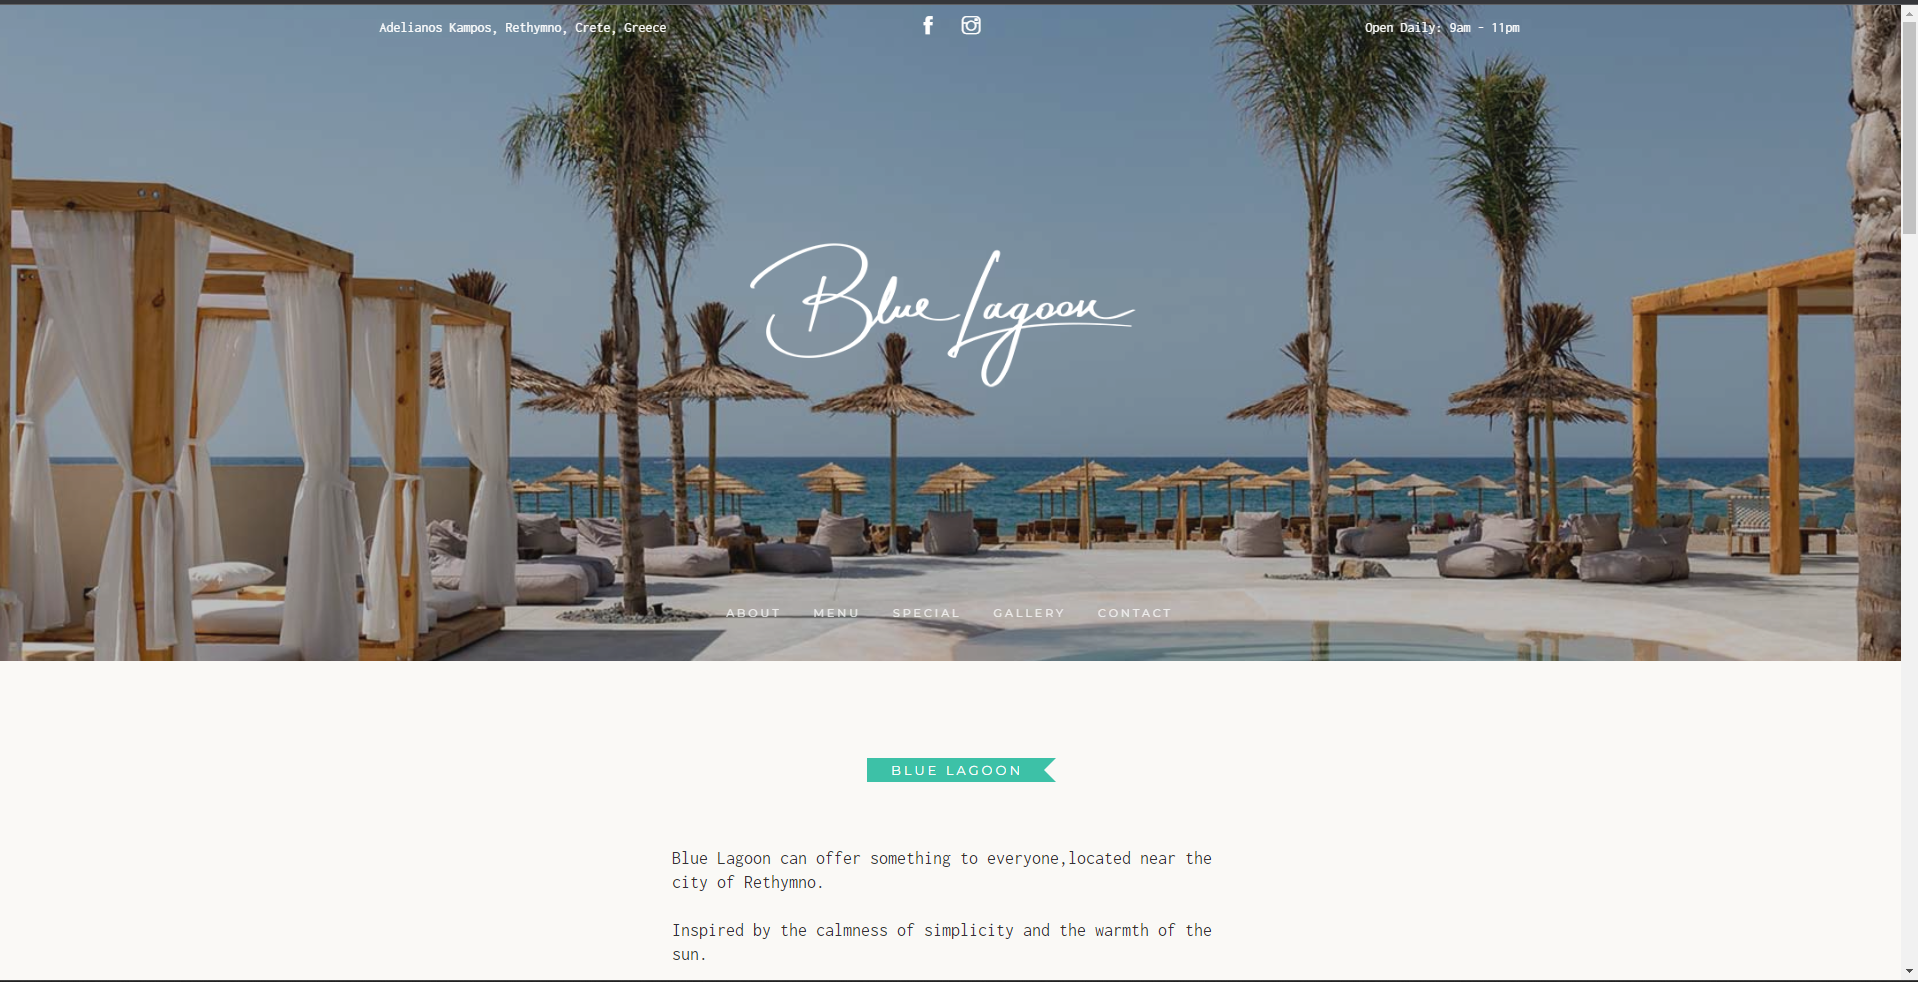 Adelianos Kampos, Rethymno, Crete, Greece
Open Daily: 9am - 11pm
Blue Lagoon
ABOUT MENU SPECIAL GALLERY CONTACT
BLUE LAGOON
Blue Lagoon can offer something to everyone,located near the
city of Rethymno.
Inspired by the calmness of simplicity and the warmth of the
sun.